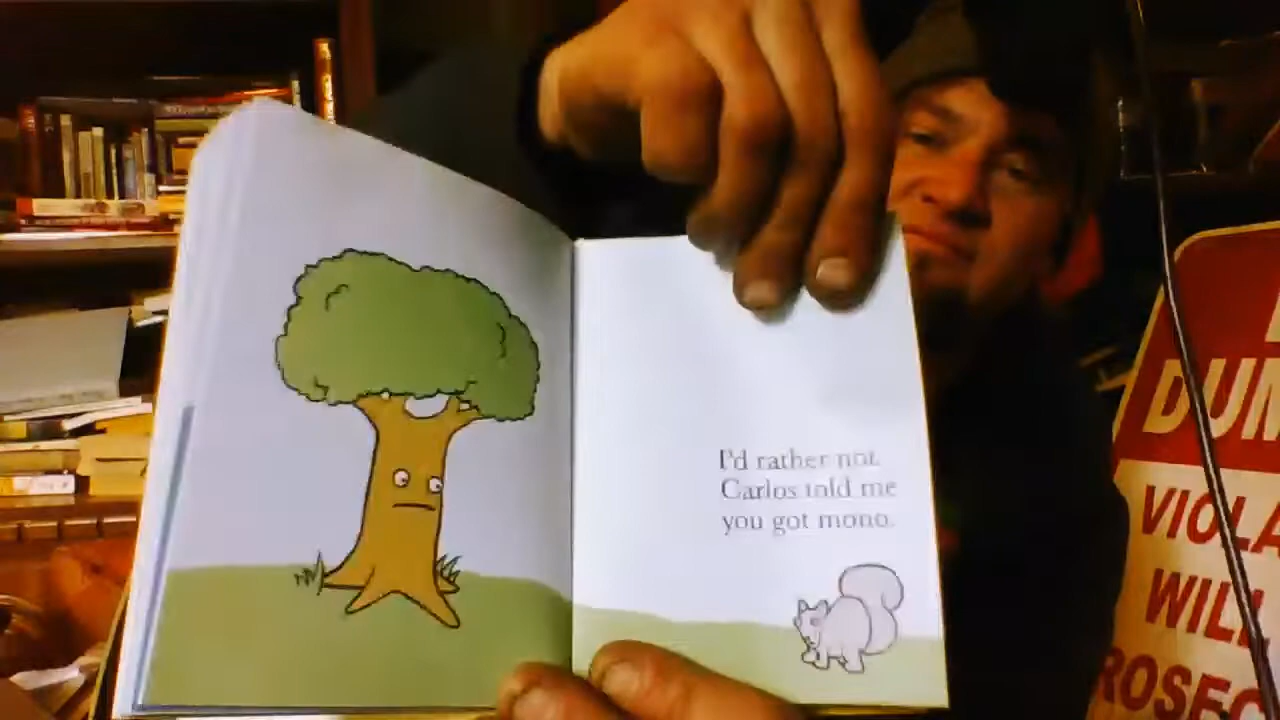 I'd rather not.
Carlos told me
you got mono.
DUM
VIOLA
WILL
ROSEC